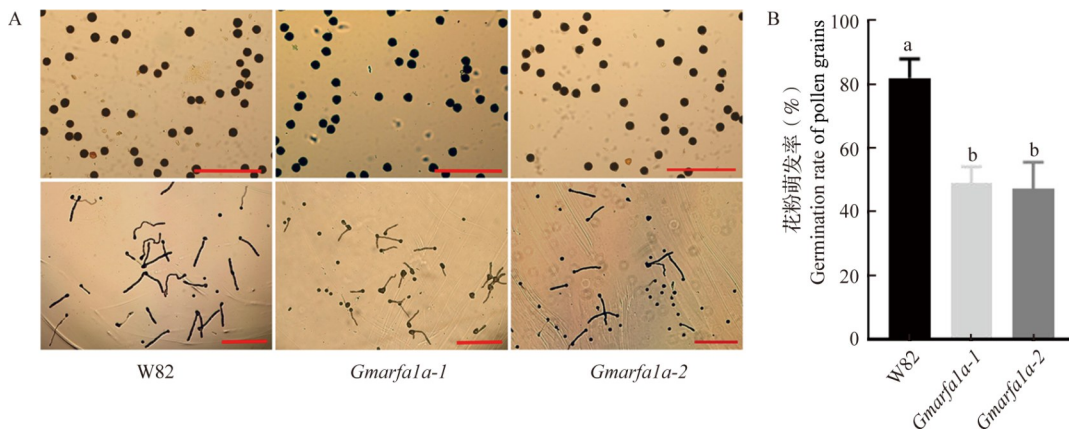 A
W82
Gmarfa1a-1
Gmarfa1a-2
B
花粉萌发率（%）
Germination rate of pollen grains
100
80
60
40
20
0
a
b
b
W82
Gmarfa1a-1
Gmarfa1a-2